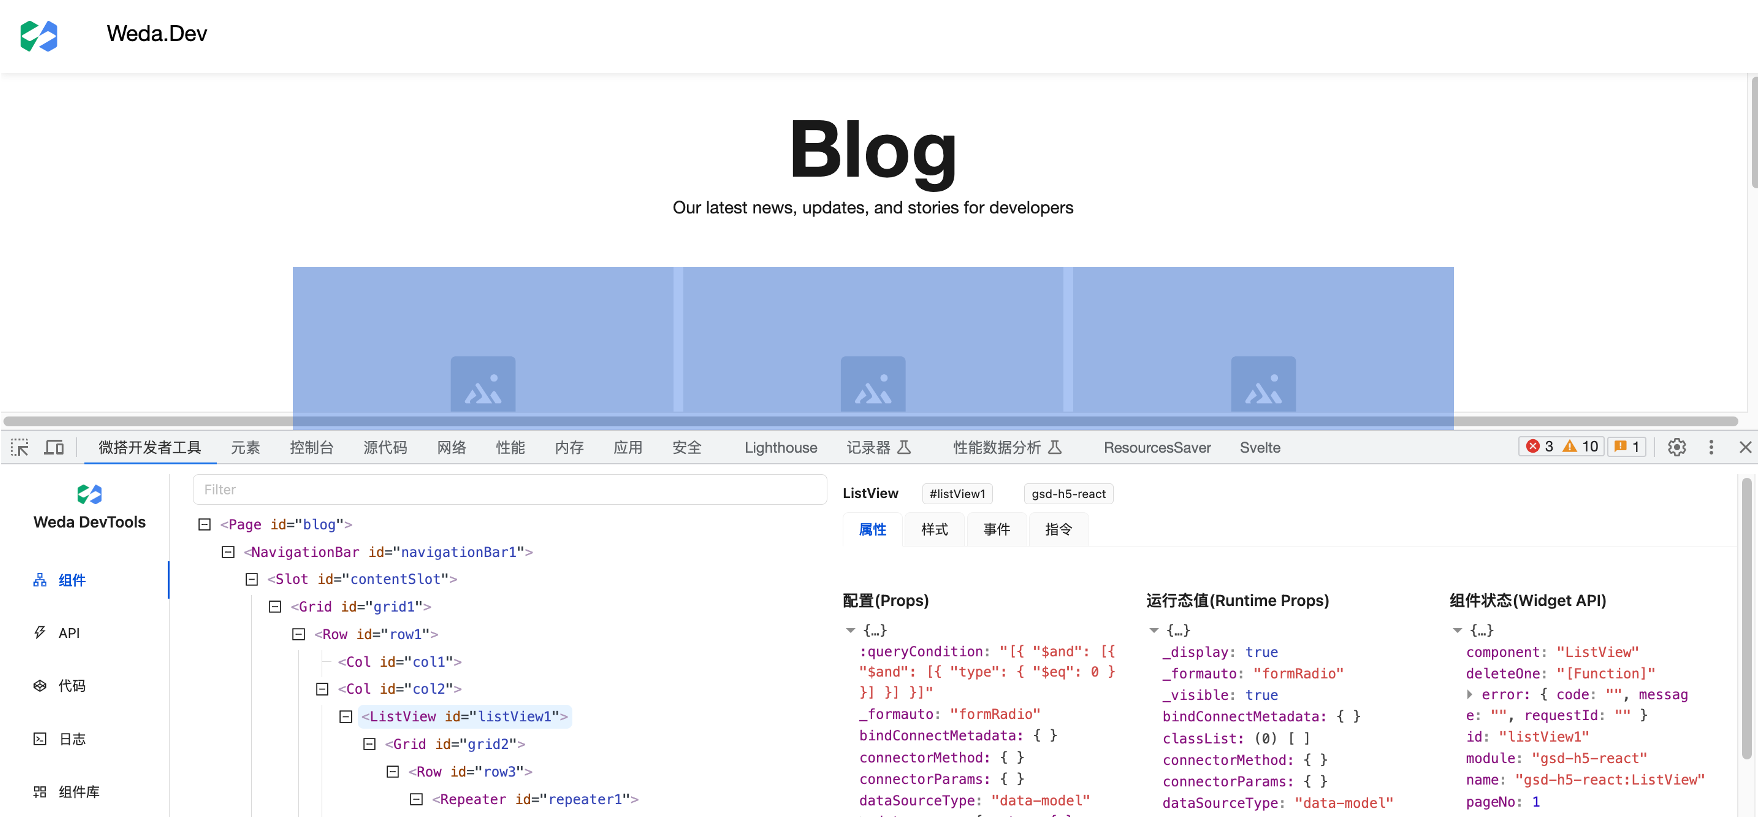 Weda.Dev
Blog
Our latest news, updates, and stories for developers
微搭开发者工具 元素 控制台 源代码 网络 性能 内存 应用 安全 Lighthouse 记录器 性能数据分析 ResourcesSaver Svelte 3 10 1
Weda DevTools
组件
API
代码
日志
组件库
Filter
<Page id="blog">
<NavigationBar id="navigationBar1">
<Slot id="contentSlot">
<Grid id="grid1">
<Row id="row1">
<Col id="col1">
<Col id="col2">
<ListView id="listView1">
<Grid id="grid2">
<Row id="row3">
<Repeater id="repeater1">
ListView #listView1 gsd-h5-react
属性 样式 事件 指令
配置(Props)
{…}
:queryCondition: "[{ "$and": [{
"$and": [{ "type": { "$eq": 0 }
}] }] }]"
_formauto: "formRadio"
bindConnectMetadata: { }
connectorMethod: { }
connectorParams: { }
dataSourceType: "data-model"
运行态值(Runtime Props)
{…}
_display: true
_formauto: "formRadio"
_visible: true
bindConnectMetadata: { }
classList: (0) [ ]
connectorMethod: { }
connectorParams: { }
dataSourceType: "data-model"
组件状态(Widget API)
{…}
component: "ListView"
deleteOne: "[Function]"
error: { code: "", messag
e: "", requestId: "" }
id: "listView1"
module: "gsd-h5-react"
name: "gsd-h5-react:ListView"
pageNo: 1